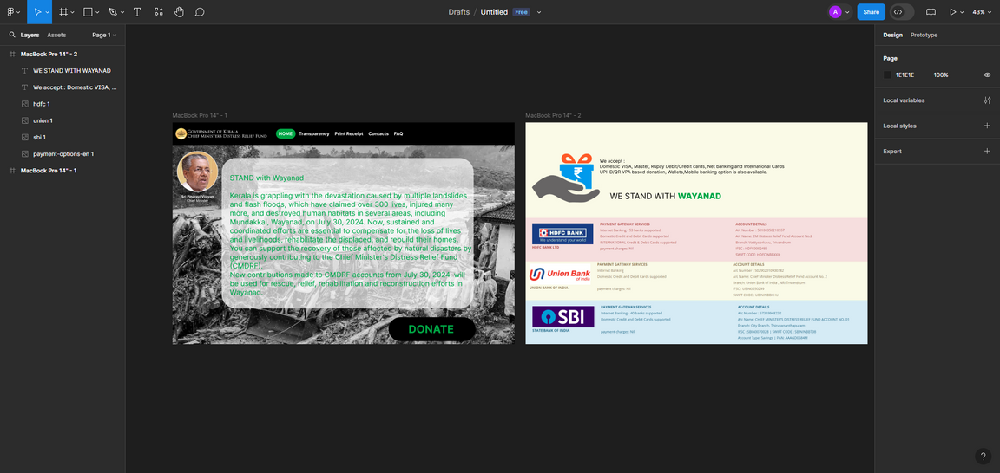 Drafts / Untitled Free
A
Share
43%
Layers
Assets
Page 1
MacBook Pro 14" - 2
WE STAND WITH WAYANAD
We accept : Domestic VISA, ...
hdfc 1
union 1
sbi 1
payment-options-en 1
MacBook Pro 14" - 1
MacBook Pro 14" - 1
GOVERNMENT OF KERALA
CHIEF MINISTER'S DISTRESS RELIEF FUND
HOME Transparency Print Receipt Contacts FAQ
Sri Pinarayi Vijayan
Chief Minister
STAND with Wayanad
Kerala is grappling with the devastation caused by multiple landslides
and flash floods, which have claimed over 300 lives, injured many
more, and destroyed human habitats in several areas, including
Mundakkai, Wayanad, on July 30, 2024. Now, sustained and
coordinated efforts are essential to compensate for the loss of lives
and livelihoods, rehabilitate the displaced, and rebuild their homes.
You can support the recovery of those affected by natural disasters by
generously contributing to the Chief Minister's Distress Relief Fund
(CMDRF).
New contributions made to CMDRF accounts from July 30, 2024, will
be used for rescue, relief, rehabilitation and reconstruction efforts in
Wayanad.
DONATE
MacBook Pro 14" - 2
We accept :
Domestic VISA, Master, Rupay Debit/Credit cards, Net banking and International Cards
UPI ID/QR VPA based donation, Wallets,Mobile banking option is also available.
₹
WE STAND WITH WAYANAD
HDFC BANK
We understand your world
HDFC BANK LTD
PAYMENT GATEWAY SERVICES
Internet Banking - 53 banks supported
Domestic Credit and Debit Cards supported
INTERNATIONAL Credit & Debit Cards supported
payment charges: Nil
ACCOUNT DETAILS
A/c Name: CM Distress Relief Fund Account No.2
Branch: Vellyayambalar, Trivandrum
SWIFT CODE
Union Bank
of India
UNION BANK OF INDIA
PAYMENT GATEWAY SERVICES
Internet Banking
Domestic Credit and Debit Cards supported
payment charges: Nil
ACCOUNT DETAILS
A/c Name: Chief Minister Distress Relief Fund Account No. 2
Branch: Union Bank of India , SBI Trivandrum
SWIFT CODE
SBI
STATE BANK OF INDIA
PAYMENT GATEWAY SERVICES
Internet Banking - 60 banks supported
Domestic Credit and Debit Cards supported
payment charges: Nil
ACCOUNT DETAILS
A/c Number : 67319948232
A/c Name: CHIEF MINISTER'S DISTRESS RELIEF FUND ACCOUNT NO. 01
Branch: City Branch, Thiruvananthapuram
IFSC : SBIN0070028 | SWIFT CODE : SBININBBT08
Account Type: Savings | PAN: AAAGD0584M
Design
Prototype
Page
1E1E1E 100%
Local variables
Local styles
Export
?